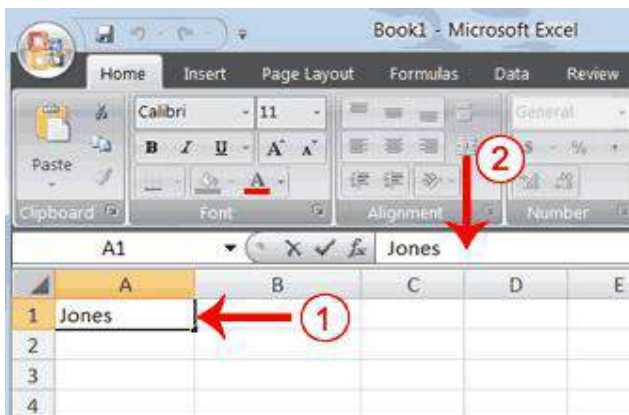 Book1 - Microsoft Excel
Home Insert Page Layout Formulas Data Review
Calibri 11 General
B I U A A
Paste A $ % ,
Clipboard Font Alignment Number
2
A1 fx Jones
A B C D E
1 Jones
1
2
3
4